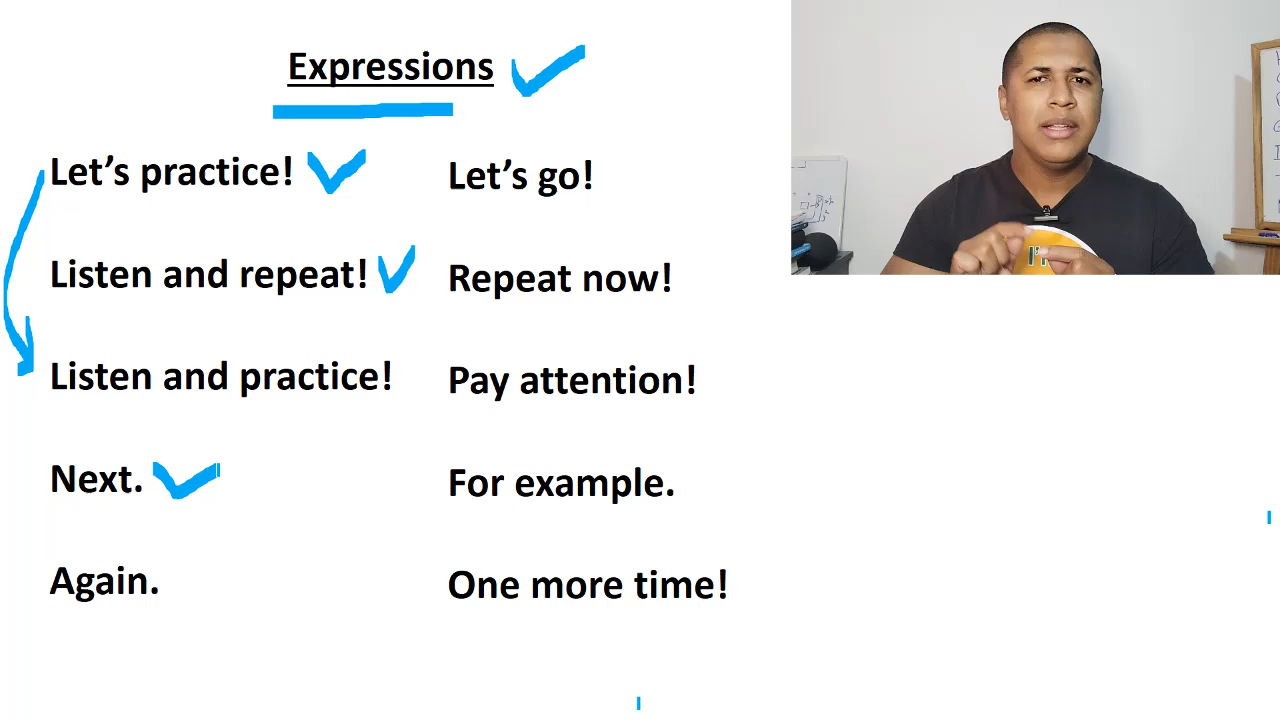 Expressions
Let's practice!
Listen and repeat!
Listen and practice!
Next.
Again.
Let's go!
Repeat now!
Pay attention!
For example.
One more time!